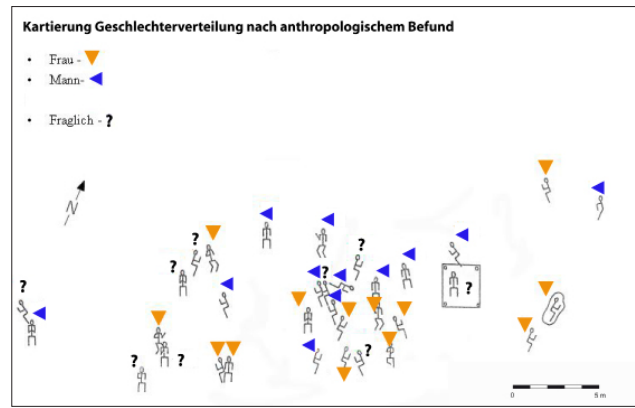 Kartierung Geschlechterverteilung nach anthropologischem Befund
• Frau -
• Mann-
• Fraglich - ?
N
?
?
?
?
?
?
?
?
?
?
0 5 m